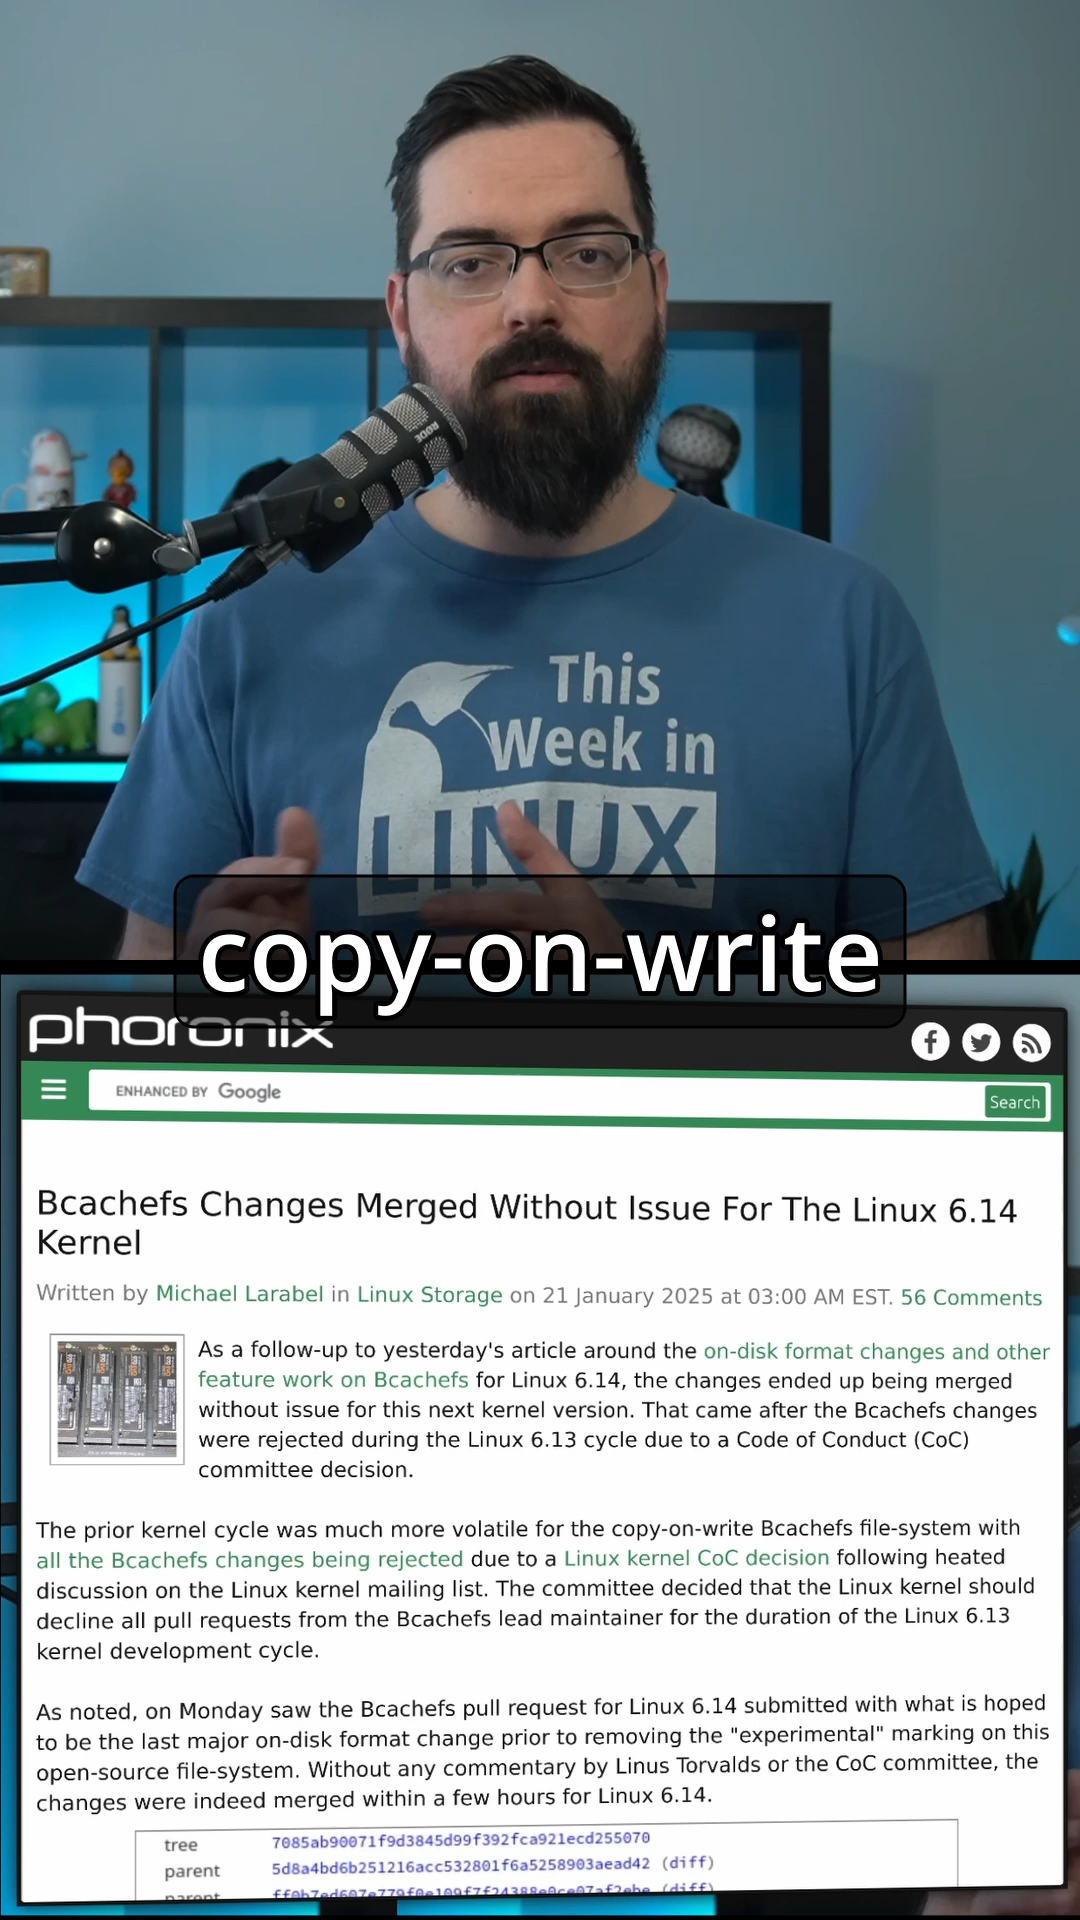 RØDE
This
Week in
LINUX
copy-on-write
phoronix
ENHANCED BY Google
Search
Bcachefs Changes Merged Without Issue For The Linux 6.14
Kernel
Written by Michael Larabel in Linux Storage on 21 January 2025 at 03:00 AM EST. 56 Comments
As a follow-up to yesterday's article around the on-disk format changes and other
feature work on Bcachefs for Linux 6.14, the changes ended up being merged
without issue for this next kernel version. That came after the Bcachefs changes
were rejected during the Linux 6.13 cycle due to a Code of Conduct (CoC)
committee decision.
The prior kernel cycle was much more volatile for the copy-on-write Bcachefs file-system with
all the Bcachefs changes being rejected due to a Linux kernel CoC decision following heated
discussion on the Linux kernel mailing list. The committee decided that the Linux kernel should
decline all pull requests from the Bcachefs lead maintainer for the duration of the Linux 6.13
kernel development cycle.
As noted, on Monday saw the Bcachefs pull request for Linux 6.14 submitted with what is hoped
to be the last major on-disk format change prior to removing the "experimental" marking on this
open-source file-system. Without any commentary by Linus Torvalds or the CoC committee, the
changes were indeed merged within a few hours for Linux 6.14.
tree 7085ab90071f9d3845d99f392fca921ecd255070
parent 5d8a4bd6b251216acc532801f6a5258903aead42 (diff)
parent (diff)